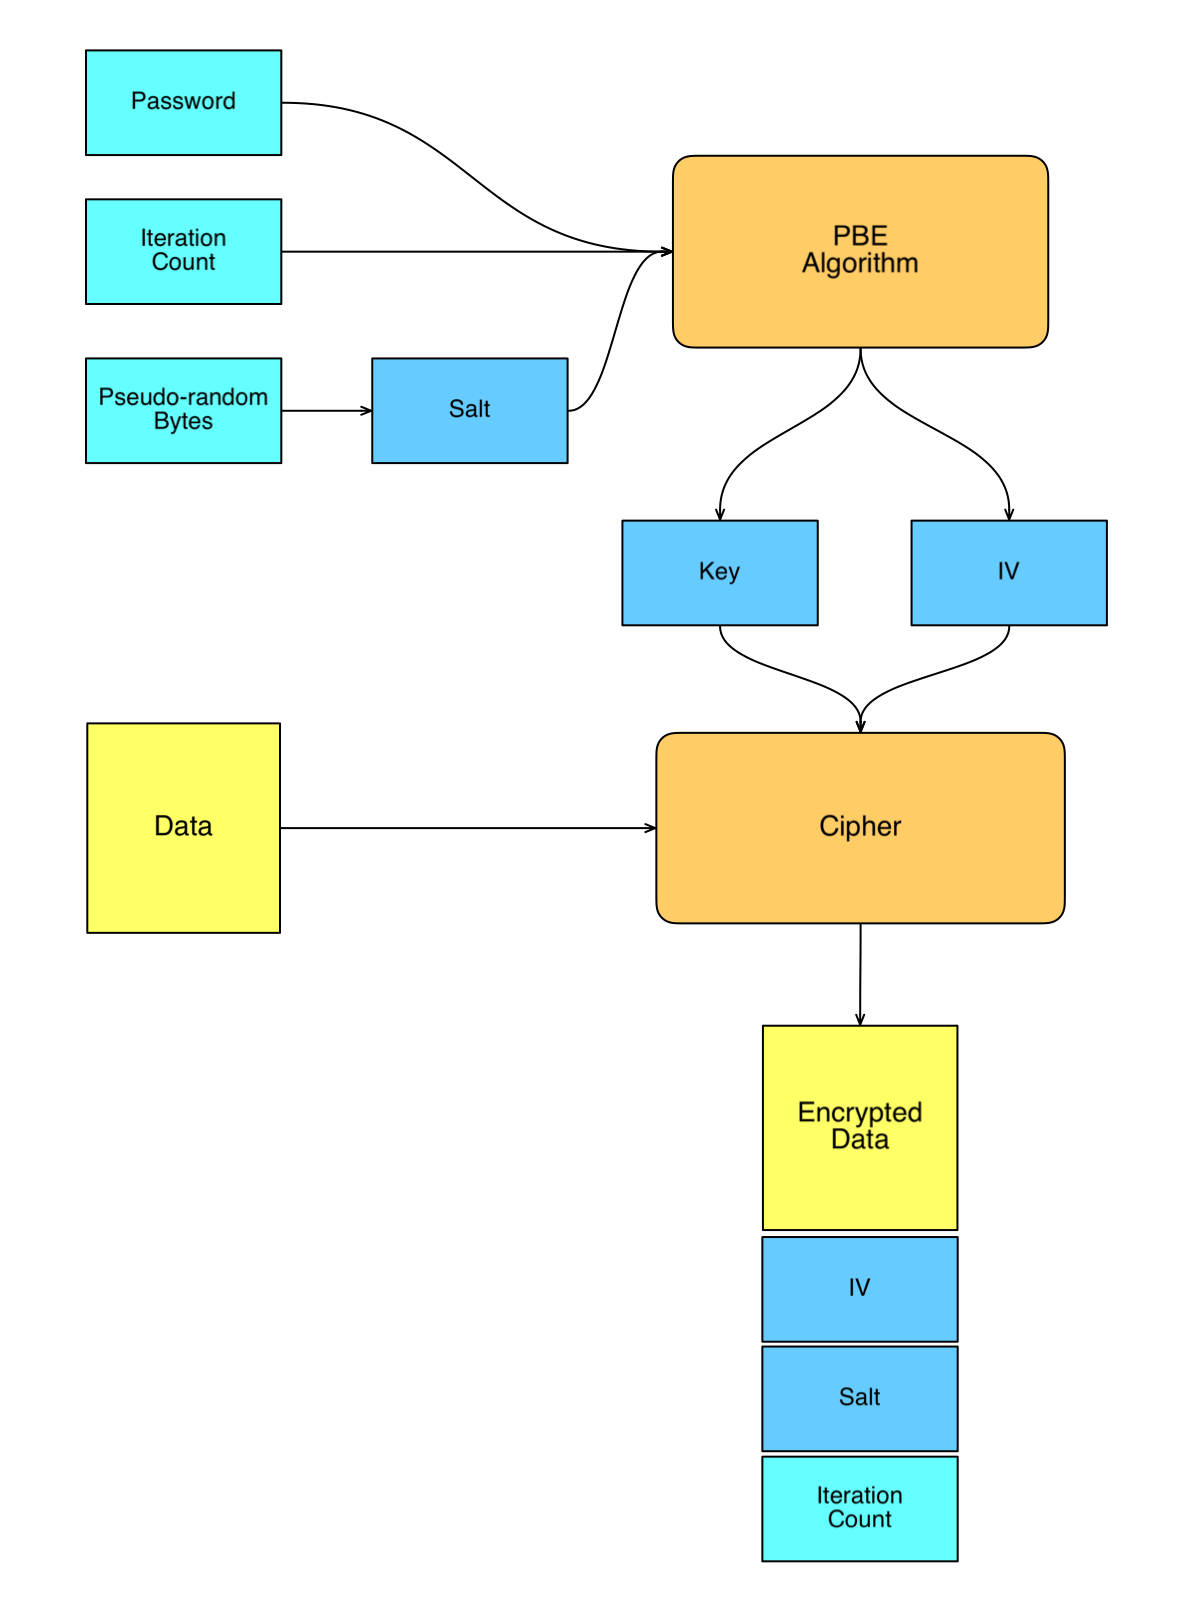 Password
Iteration
Count
Pseudo-random
Bytes
Salt
PBE
Algorithm
Key
IV
Data
Cipher
Encrypted
Data
IV
Salt
Iteration
Count